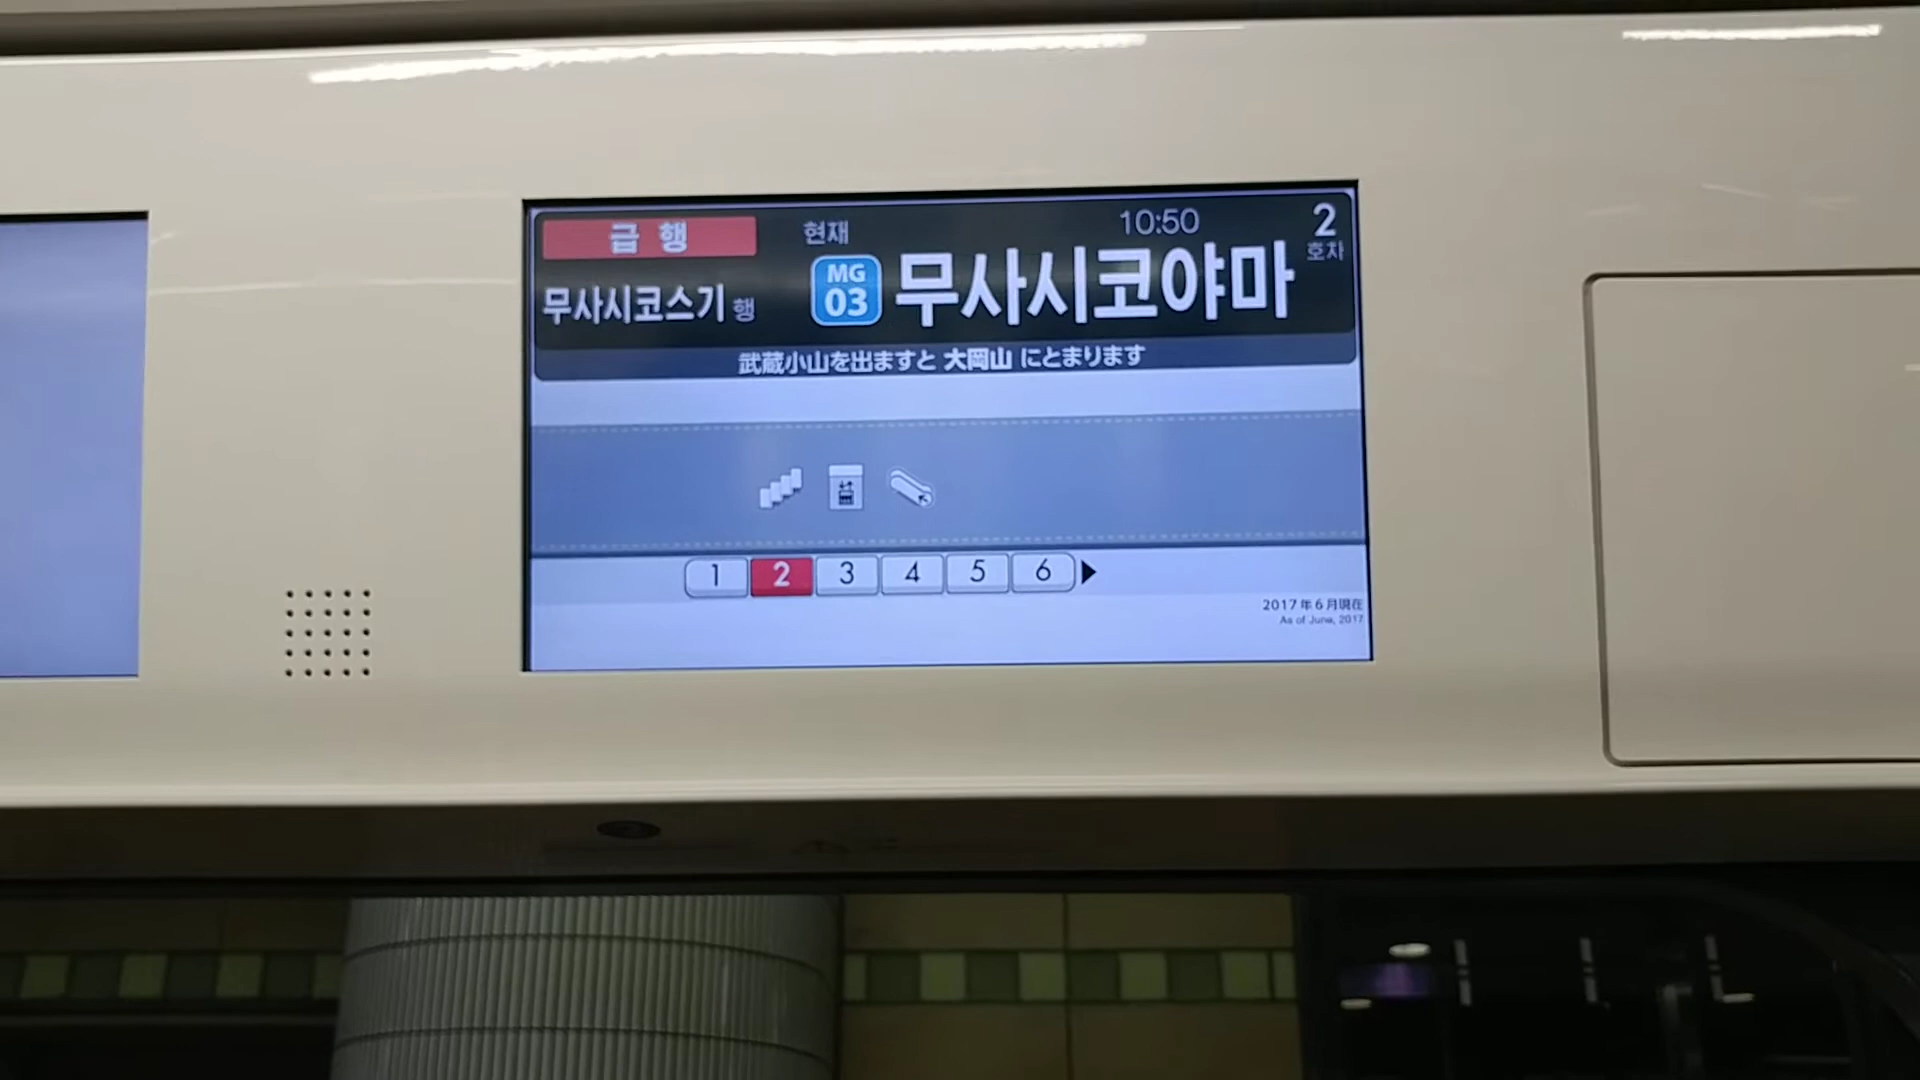 급 행
현재
10:50
2
호차
무사시코스기 행
MG
03
무사시코야마
武蔵小山を出ますと 大岡山 にとまります
1 2 3 4 5 6
2017年6月現在
As of June, 2017